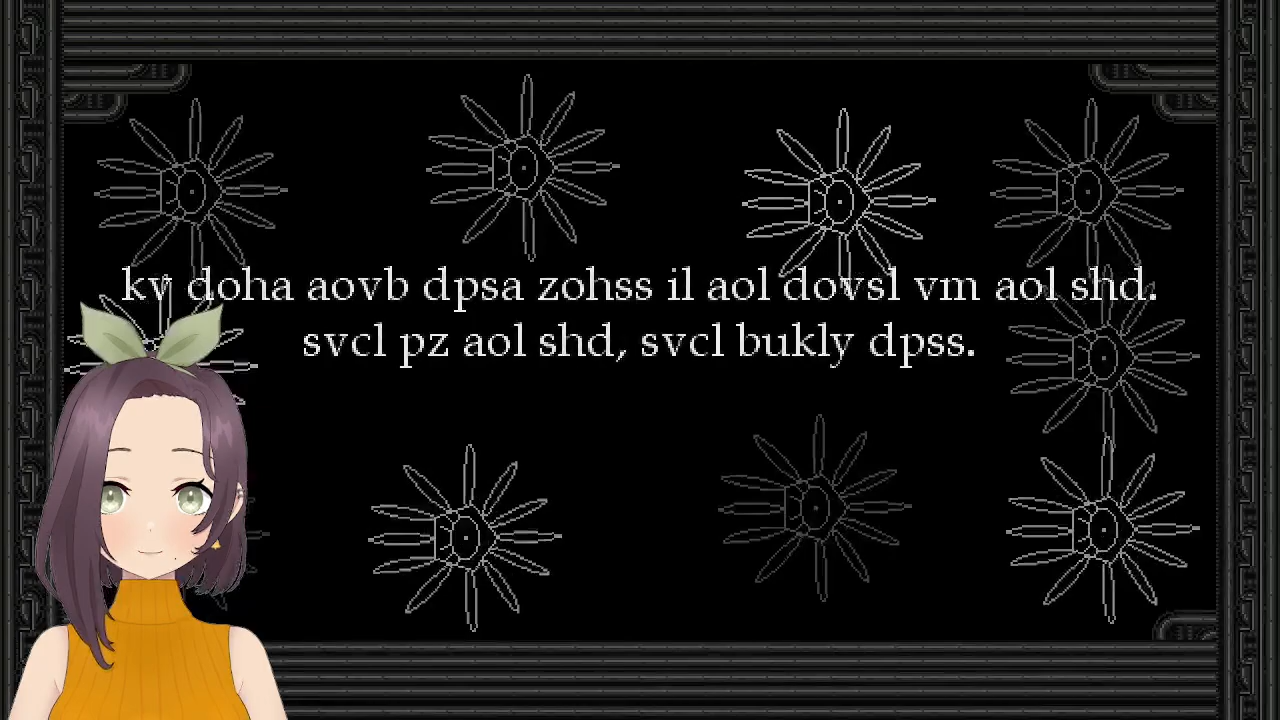 kv doha aovb dpsa zohss il aol dovsl vm aol shd.
svcl pz aol shd, svcl bukly dpss.